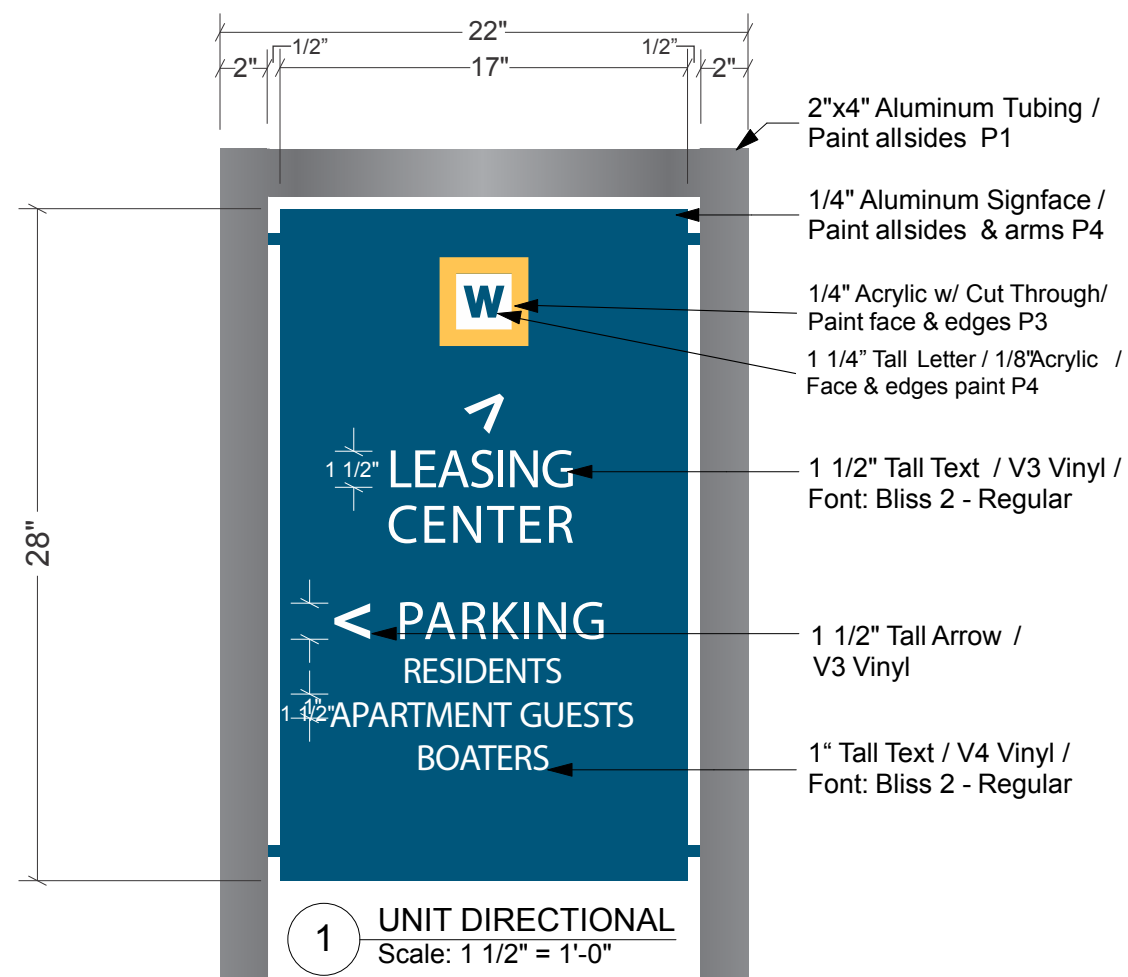 22"
1/2”
1/2”
2"
17"
2"
2"x4" Aluminum Tubing /
Paint allsides P1
1/4" Aluminum Signface /
Paint allsides & arms P4
1/4" Acrylic w/ Cut Through/
Paint face & edges P3
W
1 1/4” Tall Letter / 1/8"Acrylic /
Face & edges paint P4
>
1 1/2" LEASING
CENTER
1 1/2" Tall Text / V3 Vinyl /
Font: Bliss 2 - Regular
28"
< PARKING
1 1/2" Tall Arrow /
V3 Vinyl
RESIDENTS
1"
1 1/2"
APARTMENT GUESTS
BOATERS
1“ Tall Text / V4 Vinyl /
Font: Bliss 2 - Regular
1
UNIT DIRECTIONAL
Scale: 1 1/2" = 1'-0"